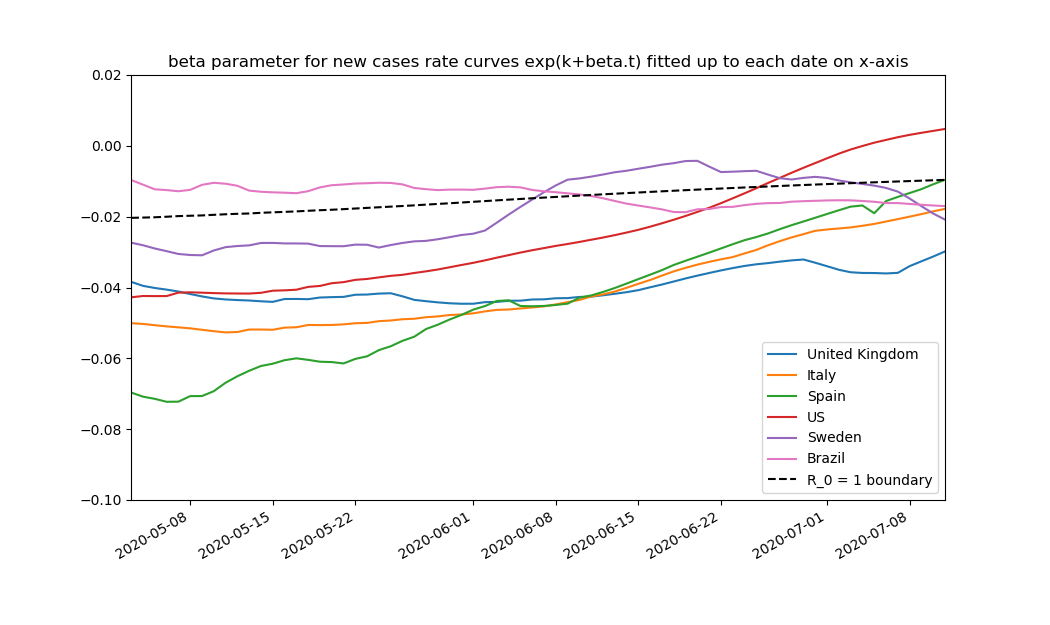 beta parameter for new cases rate curves exp(k+beta.t) fitted up to each date on x-axis
0.02
0.00
−0.02
−0.04
−0.06
−0.08
−0.10
United Kingdom
Italy
Spain
US
Sweden
Brazil
R_0 = 1 boundary
2020-05-08
2020-05-15
2020-05-22
2020-06-01
2020-06-08
2020-06-15
2020-06-22
2020-07-01
2020-07-08